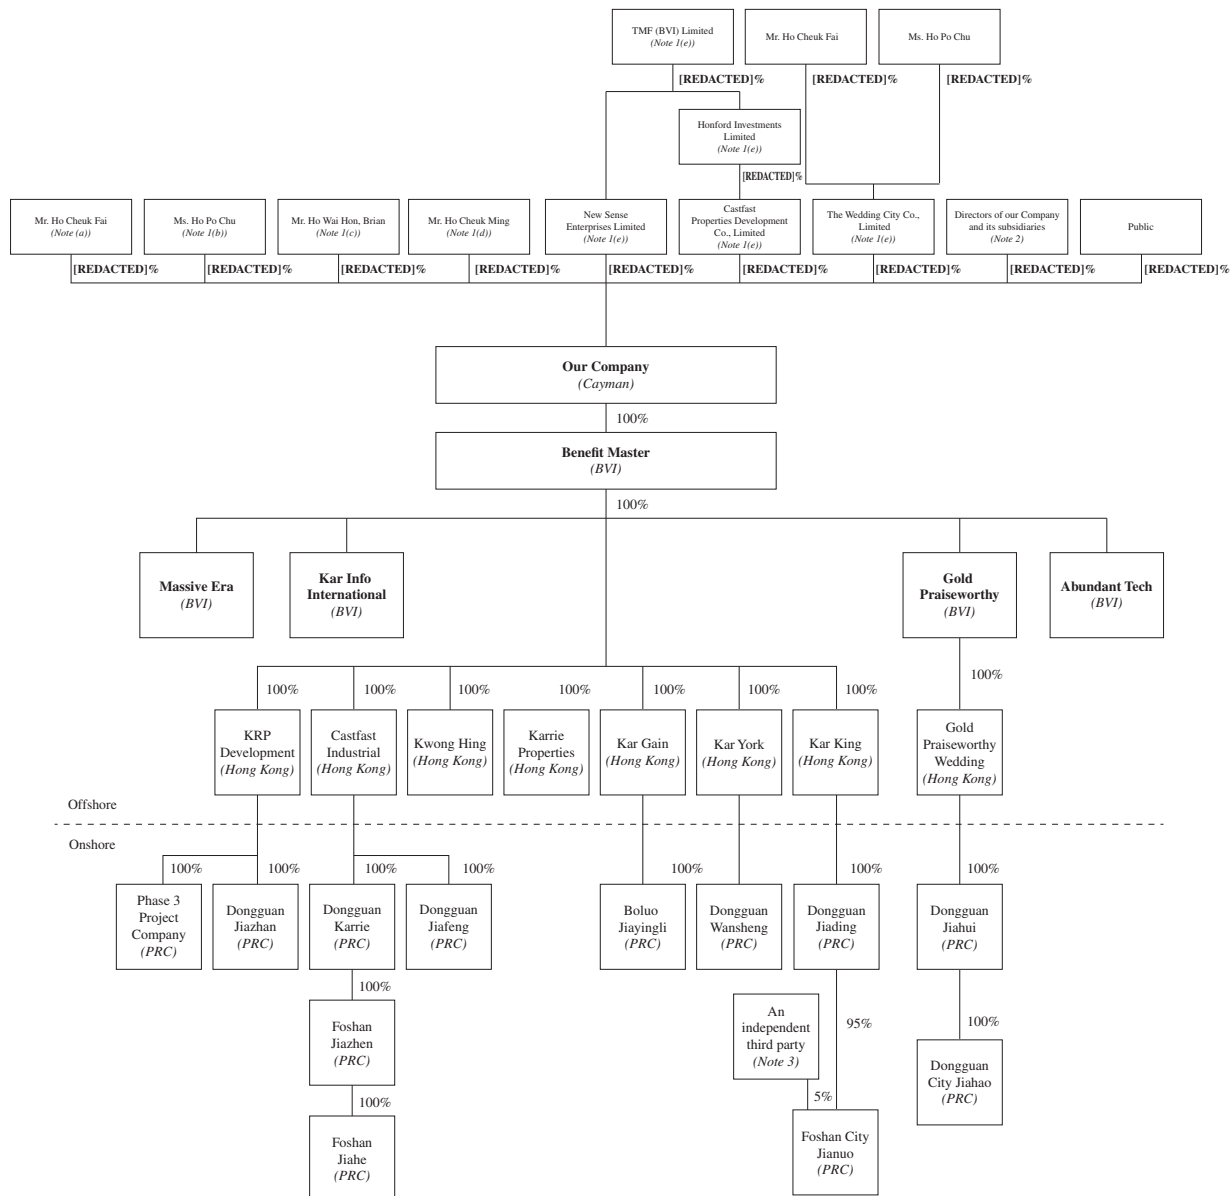 TMF (BVI) Limited
(Note 1(e))
Mr. Ho Cheuk Fai
Ms. Ho Po Chu
[REDACTED]%
[REDACTED]%
[REDACTED]%
Honford Investments
Limited
(Note 1(e))
[REDACTED]%
Mr. Ho Cheuk Fai
(Note (a))
Ms. Ho Po Chu
(Note 1(b))
Mr. Ho Wai Hon, Brian
(Note 1(c))
Mr. Ho Cheuk Ming
(Note 1(d))
New Sense
Enterprises Limited
(Note 1(e))
Castfast
Properties Development
Co., Limited
(Note 1(e))
The Wedding City Co.,
Limited
(Note 1(e))
Directors of our Company
and its subsidiaries
(Note 2)
Public
[REDACTED]%
[REDACTED]%
[REDACTED]%
[REDACTED]%
[REDACTED]%
[REDACTED]%
[REDACTED]%
[REDACTED]%
[REDACTED]%
Our Company
(Cayman)
100%
Benefit Master
(BVI)
100%
Massive Era
(BVI)
Kar Info
International
(BVI)
Gold
Praiseworthy
(BVI)
Abundant Tech
(BVI)
100%
100%
100%
100%
100%
100%
100%
100%
KRP
Development
(Hong Kong)
Castfast
Industrial
(Hong Kong)
Kwong Hing
(Hong Kong)
Karrie
Properties
(Hong Kong)
Kar Gain
(Hong Kong)
Kar York
(Hong Kong)
Kar King
(Hong Kong)
Gold
Praiseworthy
Wedding
(Hong Kong)
Offshore
Onshore
100%
100%
100%
100%
100%
100%
100%
100%
Phase 3
Project
Company
(PRC)
Dongguan
Jiazhan
(PRC)
Dongguan
Karrie
(PRC)
Dongguan
Jiafeng
(PRC)
Boluo
Jiayingli
(PRC)
Dongguan
Wansheng
(PRC)
Dongguan
Jiading
(PRC)
Dongguan
Jiahui
(PRC)
100%
Foshan
Jiazhen
(PRC)
An
independent
third party
(Note 3)
95%
100%
Dongguan
City Jiahao
(PRC)
100%
5%
Foshan
Jiahe
(PRC)
Foshan City
Jianuo
(PRC)